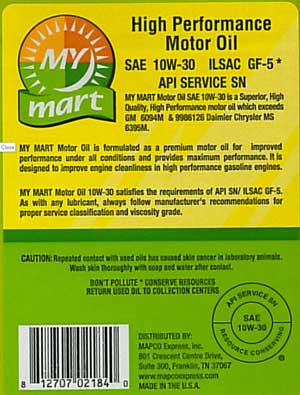 High Performance
Motor Oil
SAE 10W-30 ILSAC GF-5*
API SERVICE SN
MY
mart
MY MART Motor Oil SAE 10W-30 is a Superior, High
Quality, High Performance motor oil which exceeds
GM 6094M & 9986126 Daimler Chrysler MS
6395M.
Close
MY MART Motor Oil is formulated as a premium motor oil for improved
performance under all conditions and provides maximum performance. It is
designed to improve engine cleanliness in high performance gasoline engines.
MY MART Motor Oil 10W-30 satisfies the requirements of API SN/ ILSAC GF-5.
As with any lubricant, always follow manufacturer's recommendations for
proper service classification and viscosity grade.
CAUTION: Repeated contact with used oils has caused skin cancer in laboratory animals.
Wash skin thoroughly with soap and water after contact.
DON'T POLLUTE * CONSERVE RESOURCES
RETURN USED OIL TO COLLECTION CENTERS
API SERVICE SN
SAE
10W-30
RESOURCE CONSERVING
®
DISTRIBUTED BY:
MAPCO Express, Inc.
801 Crescent Centre Drive,
Suite 300, Franklin, TN 37067
www.mapcoexpress.com
MADE IN THE U.S.A.
8 12707 02184 0